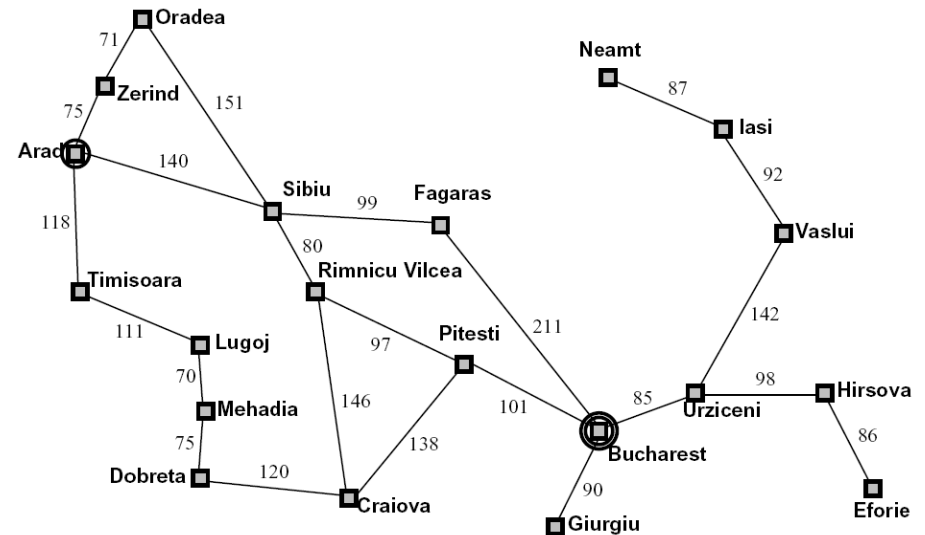 Oradea
71
Neamt
87
Zerind
151
75
Iasi
Arad
140
92
Sibiu
Fagaras
99
118
Vaslui
80
Timisoara
Rimnicu Vilcea
142
111
Lugoj
Pitesti
211
97
70
98
Hirsova
85
146
101
Urziceni
Mehadia
75
138
86
Bucharest
Dobreta
120
90
Craiova
Eforie
Giurgiu